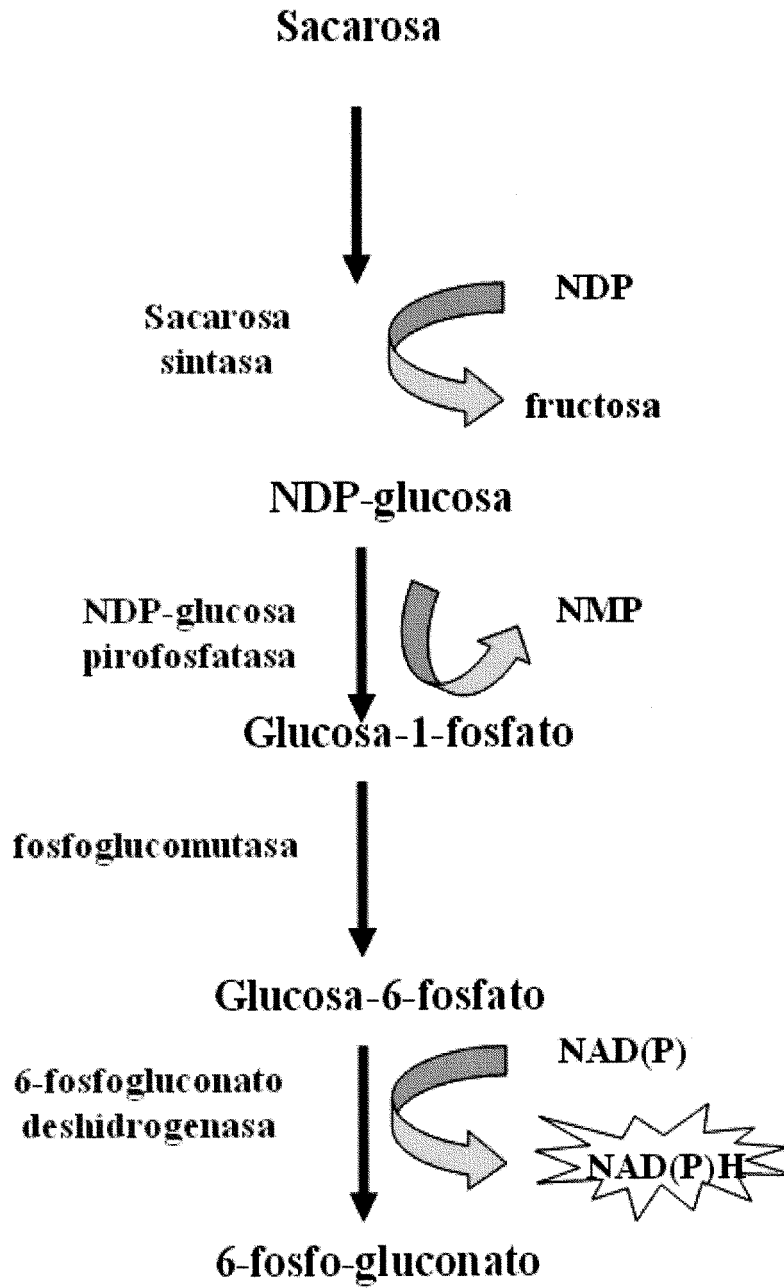 Sacarosa
Sacarosa
sintasa
NDP
fructosa
NDP-glucosa
NDP-glucosa
pirofosfatasa
NMP
Glucosa-1-fosfato
fosfoglucomutasa
Glucosa-6-fosfato
6-fosfogluconato
deshidrogenasa
NAD(P)
NAD(P)H
6-fosfo-gluconato